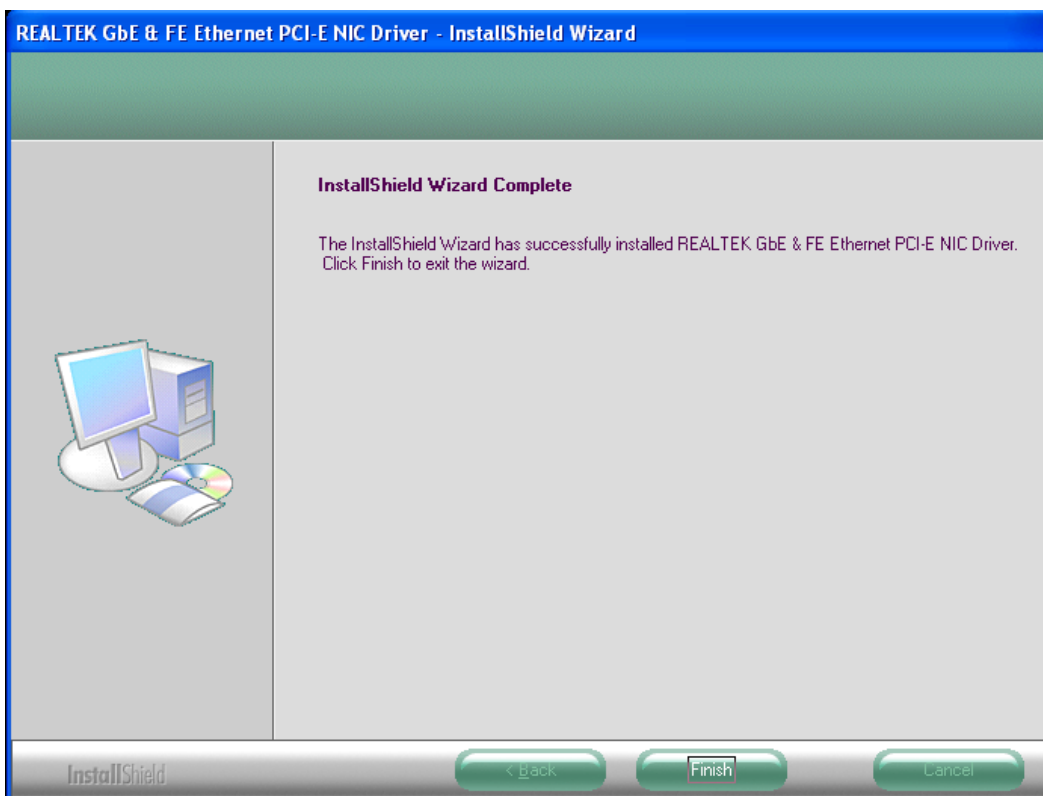 REALTEK GbE & FE Ethernet PCI-E NIC Driver - InstallShield Wizard
InstallShield Wizard Complete
The InstallShield Wizard has successfully installed REALTEK GbE & FE Ethernet PCI-E NIC Driver.
Click Finish to exit the wizard.
InstallShield
< Back
Finish
Cancel